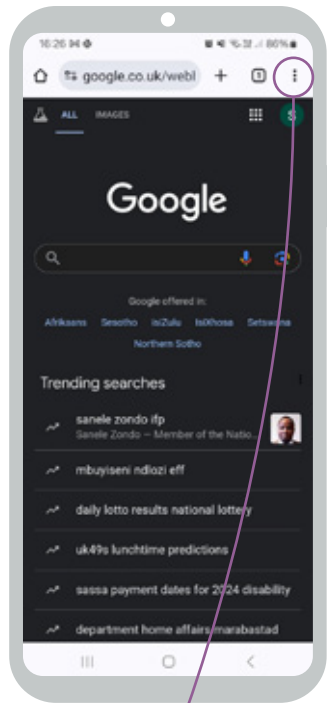 16:26
86%
google.co.uk/webl
1
ALL IMAGES
S
Google
Google offered in:
Afrikaans Sesotho isiZulu IsiXhosa Setswana
Northern Sotho
Trending searches
sanele zondo ifp
Sanele Zondo — Member of the Natio...
mbuyiseni ndlozi eff
daily lotto results national lottery
uk49s lunchtime predictions
sassa payment dates for 2024 disability
department home affairs marabastad